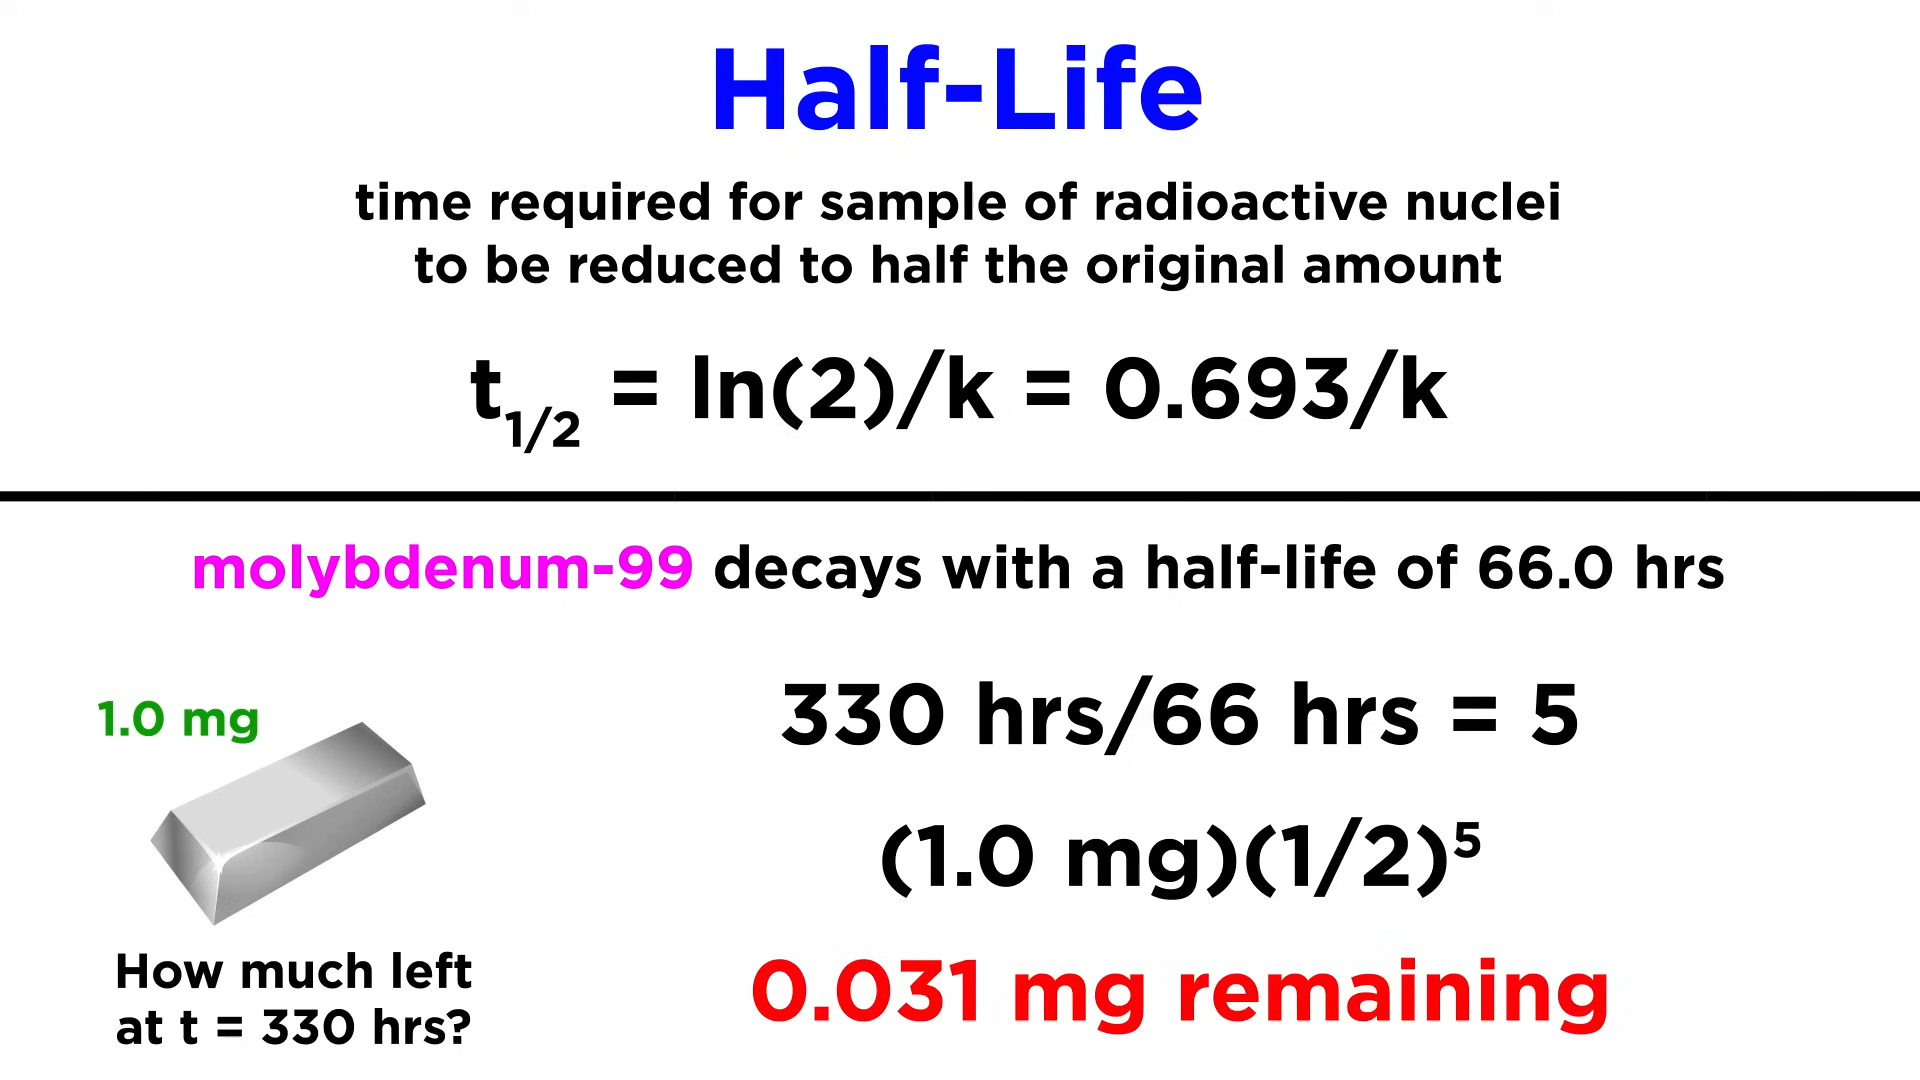 Half-Life
time required for sample of radioactive nuclei
to be reduced to half the original amount
t₁/₂ = ln(2)/k = 0.693/k
molybdenum-99 decays with a half-life of 66.0 hrs
1.0 mg
How much left
at t = 330 hrs?
330 hrs/66 hrs = 5
(1.0 mg)(1/2)⁵
0.031 mg remaining